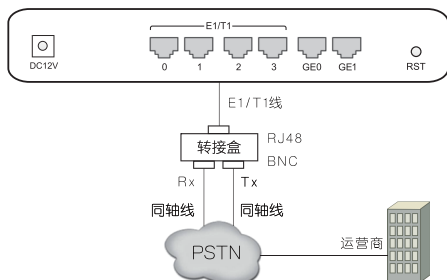 E1/T1
DC12V
0 1 2 3 GE0 GE1
RST
E1/T1线
转接盒
RJ48
BNC
Rx Tx
同轴线 同轴线
PSTN
运营商